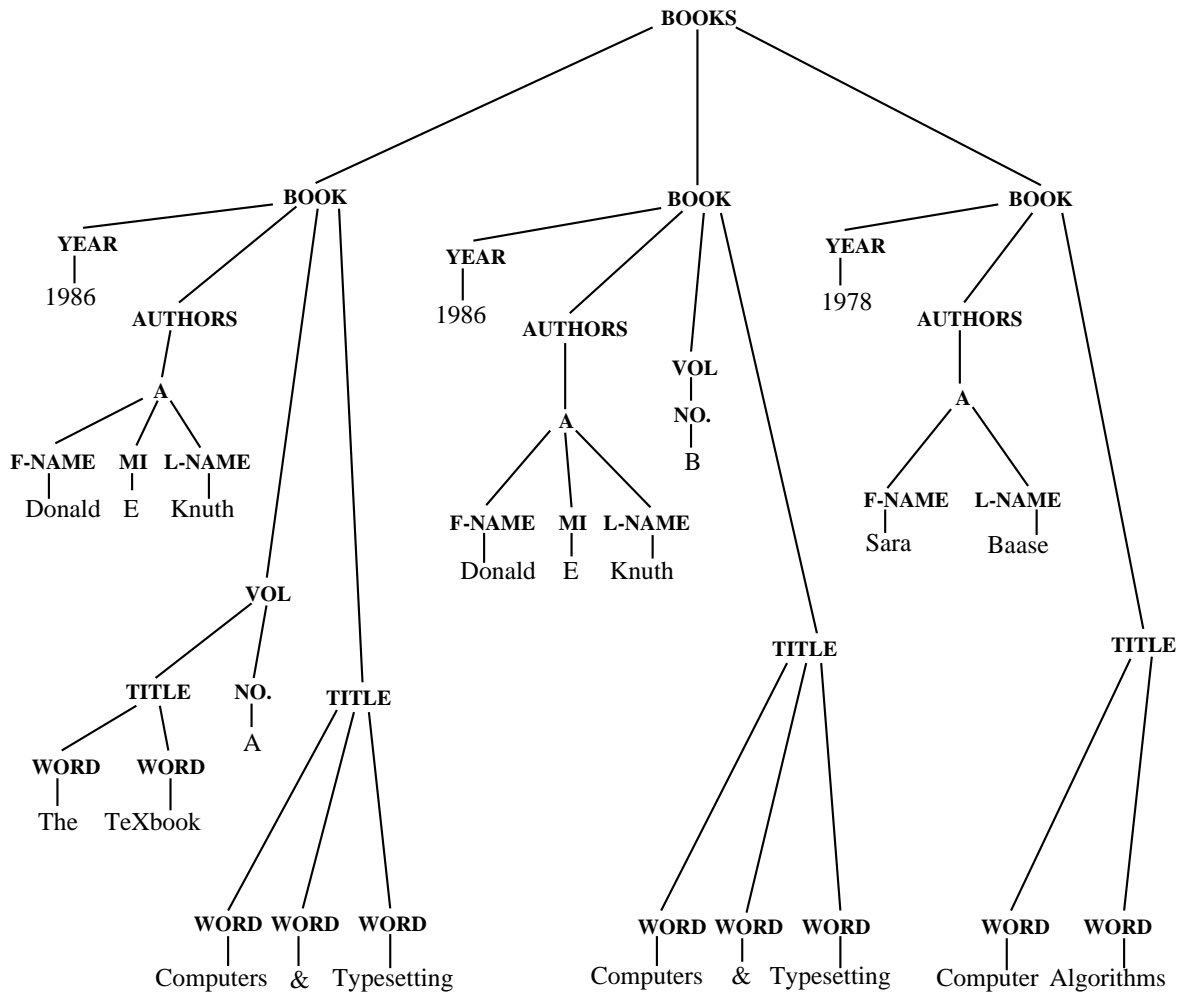 BOOKS
BOOK BOOK BOOK
YEAR YEAR YEAR
1986 1986 1978
AUTHORS AUTHORS AUTHORS
VOL
A A A
NO.
B
F-NAME MI L-NAME
Donald E Knuth
F-NAME MI L-NAME
Donald E Knuth
F-NAME L-NAME
Sara Baase
VOL
TITLE TITLE
TITLE NO. TITLE
A
WORD WORD
The TeXbook
WORD WORD WORD WORD WORD WORD WORD WORD
Computers & Typesetting Computers & Typesetting Computer Algorithms